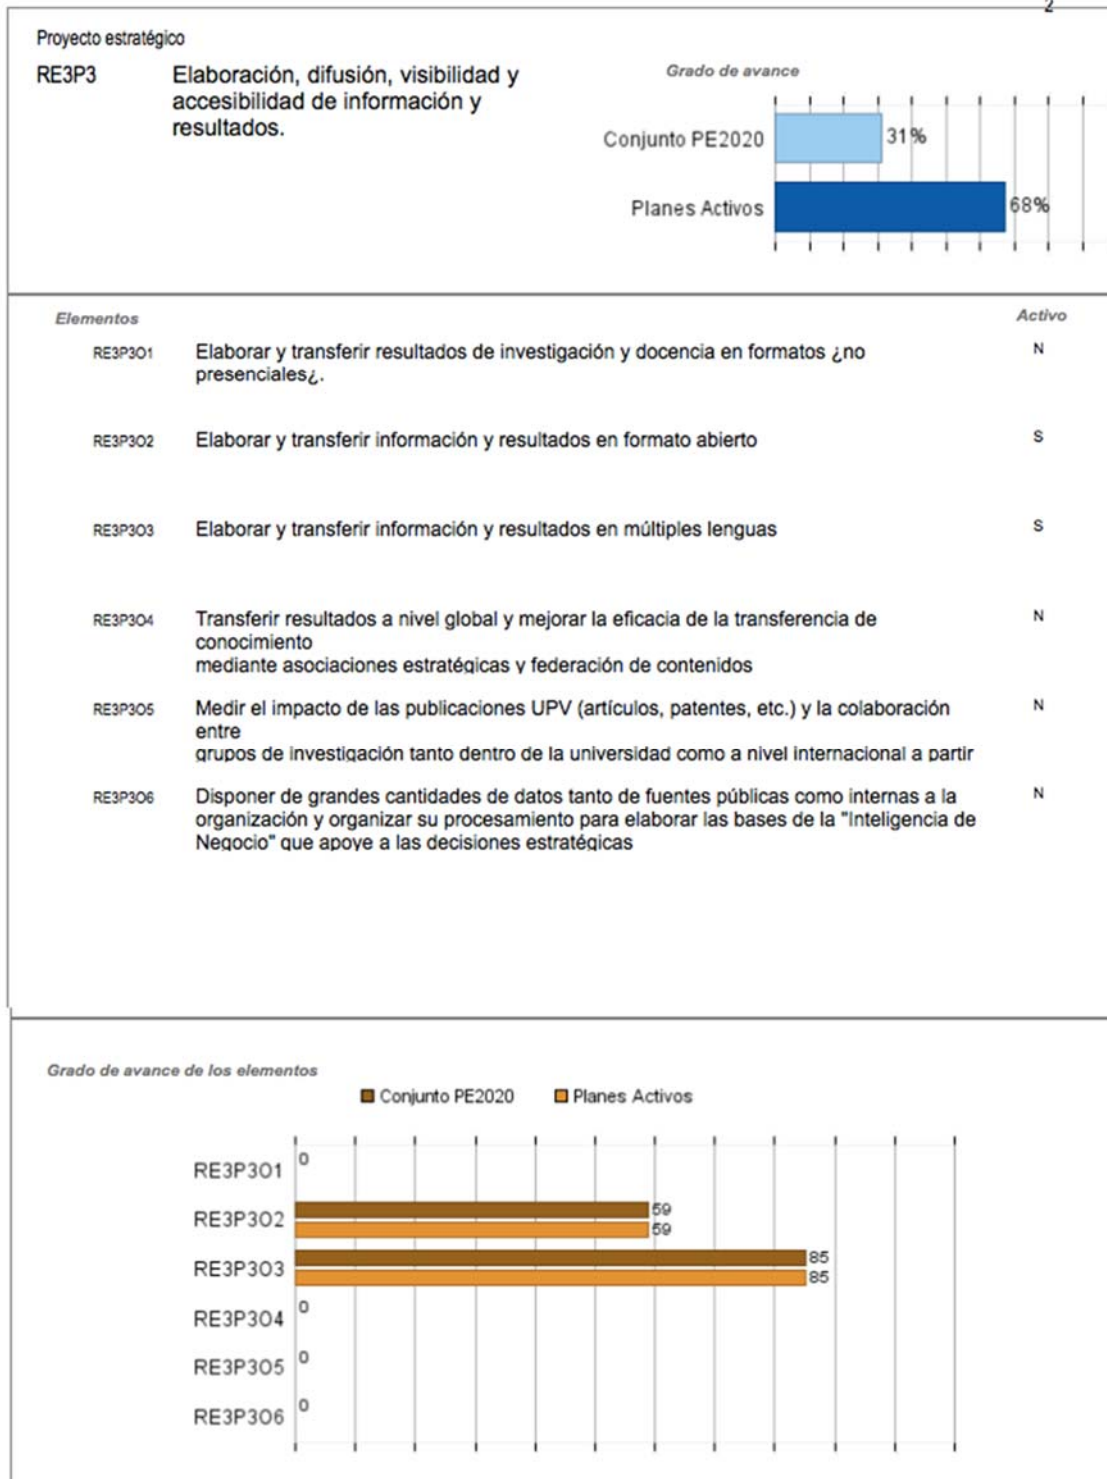 2
Proyecto estratégico
RE3P3
Elaboración, difusión, visibilidad y
accesibilidad de información y
resultados.
Grado de avance
Conjunto PE2020
31%
Planes Activos
68%
Elementos
Activo
RE3P3O1
Elaborar y transferir resultados de investigación y docencia en formatos ¿no
presenciales¿.
N
RE3P3O2
Elaborar y transferir información y resultados en formato abierto
S
RE3P3O3
Elaborar y transferir información y resultados en múltiples lenguas
S
RE3P3O4
Transferir resultados a nivel global y mejorar la eficacia de la transferencia de
conocimiento
mediante asociaciones estratégicas y federación de contenidos
N
RE3P3O5
Medir el impacto de las publicaciones UPV (artículos, patentes, etc.) y la colaboración
entre
grupos de investigación tanto dentro de la universidad como a nivel internacional a partir
N
RE3P3O6
Disponer de grandes cantidades de datos tanto de fuentes públicas como internas a la
organización y organizar su procesamiento para elaborar las bases de la "Inteligencia de
Negocio" que apoye a las decisiones estratégicas
N
Grado de avance de los elementos
Conjunto PE2020
Planes Activos
RE3P3O1
0
RE3P3O2
59
59
RE3P3O3
85
85
RE3P3O4
0
RE3P3O5
0
RE3P3O6
0